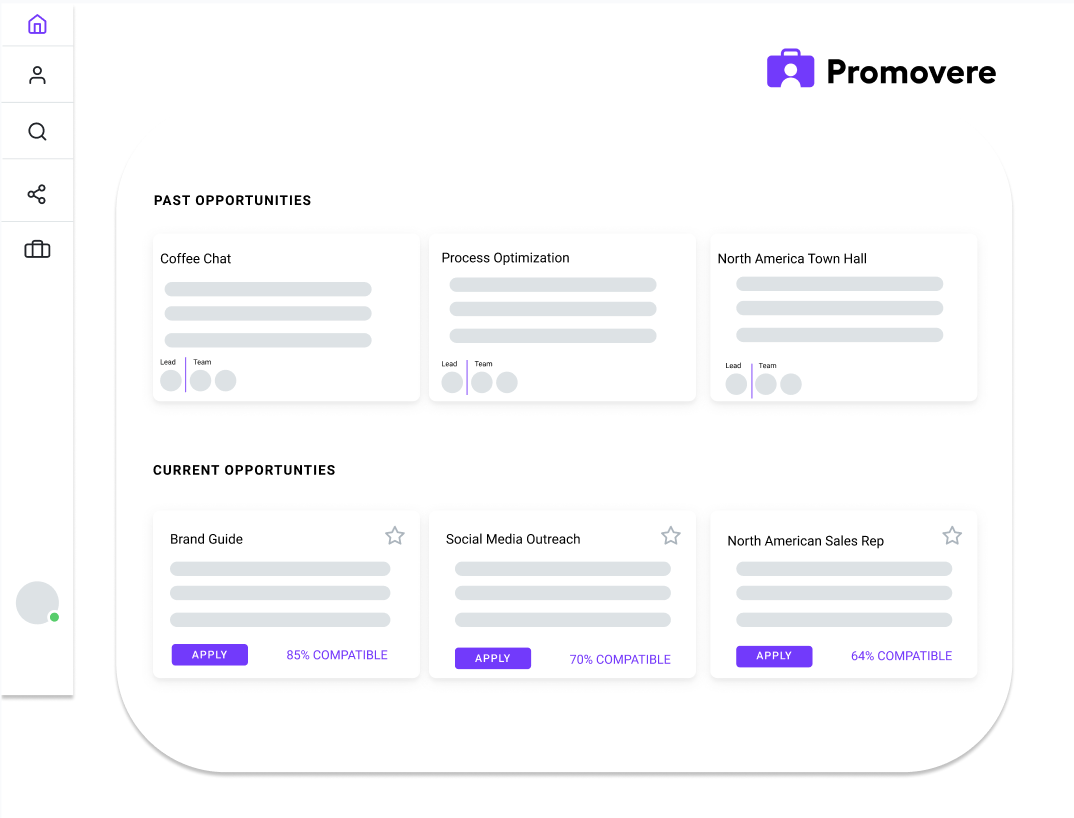 Promovere
PAST OPPORTUNITIES
Coffee Chat
Lead Team
Process Optimization
Lead Team
North America Town Hall
Lead Team
CURRENT OPPORTUNTIES
Brand Guide
APPLY 85% COMPATIBLE
Social Media Outreach
APPLY 70% COMPATIBLE
North American Sales Rep
APPLY 64% COMPATIBLE